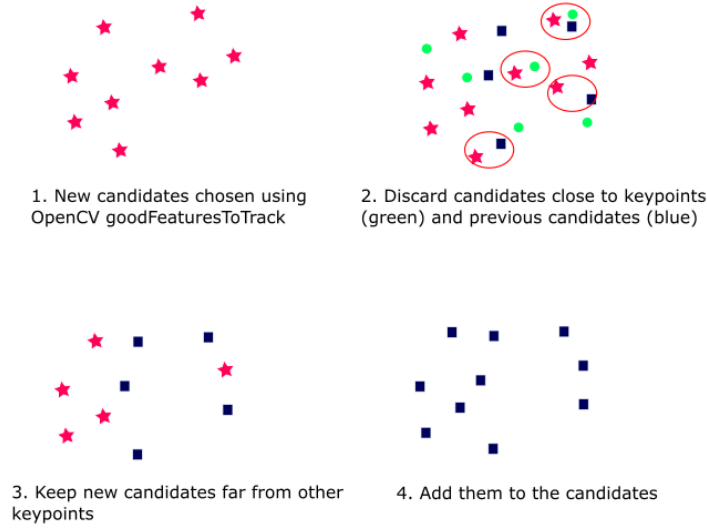 1. New candidates chosen using
OpenCV goodFeaturesToTrack
2. Discard candidates close to keypoints
(green) and previous candidates (blue)
3. Keep new candidates far from other
keypoints
4. Add them to the candidates